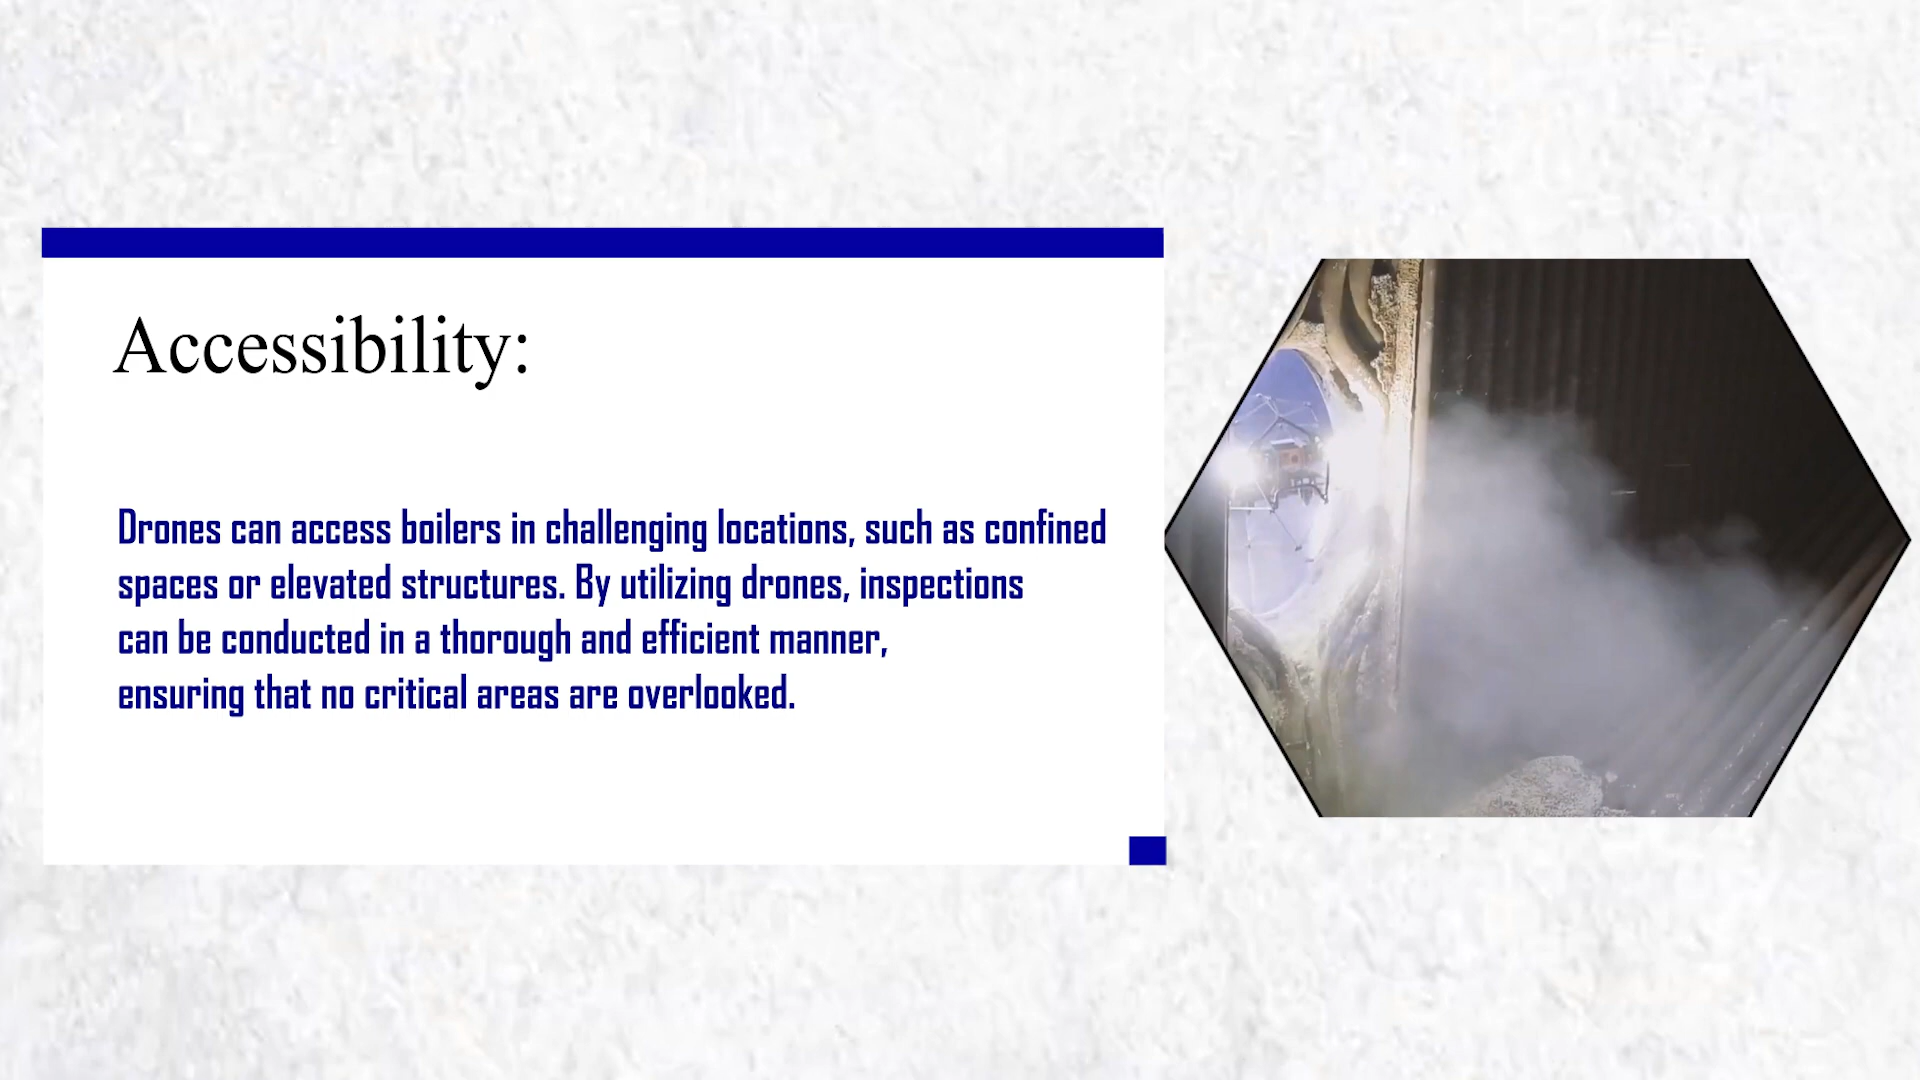 Accessibility:
Drones can access boilers in challenging locations, such as confined
spaces or elevated structures. By utilizing drones, inspections
can be conducted in a thorough and efficient manner,
ensuring that no critical areas are overlooked.